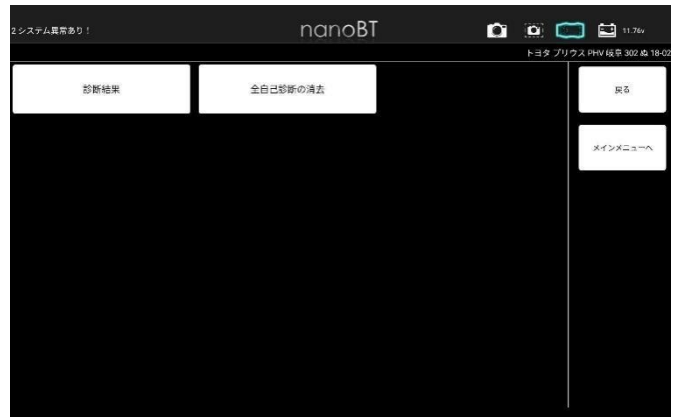 2 システム異常あり！
nanoBT
11.76v
トヨタ プリウス PHV 岐阜 302 ぬ 18-02
診断結果
全自己診断の消去
戻る
メインメニューへ